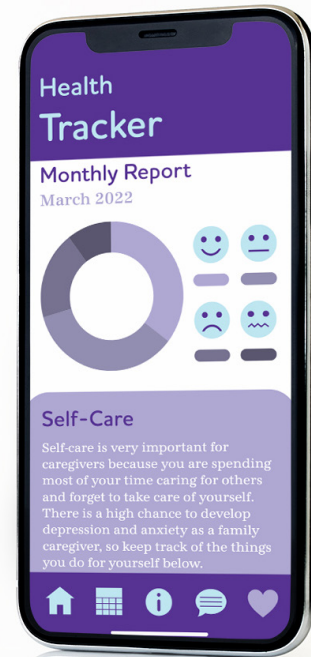 Health
Tracker
Monthly Report
March 2022
Self-Care
Self-care is very important for
caregivers because you are spending
most of your time caring for others
and forget to take care of yourself.
There is a high chance to develop
depression and anxiety as a family
caregiver, so keep track of the things
you do for yourself below.